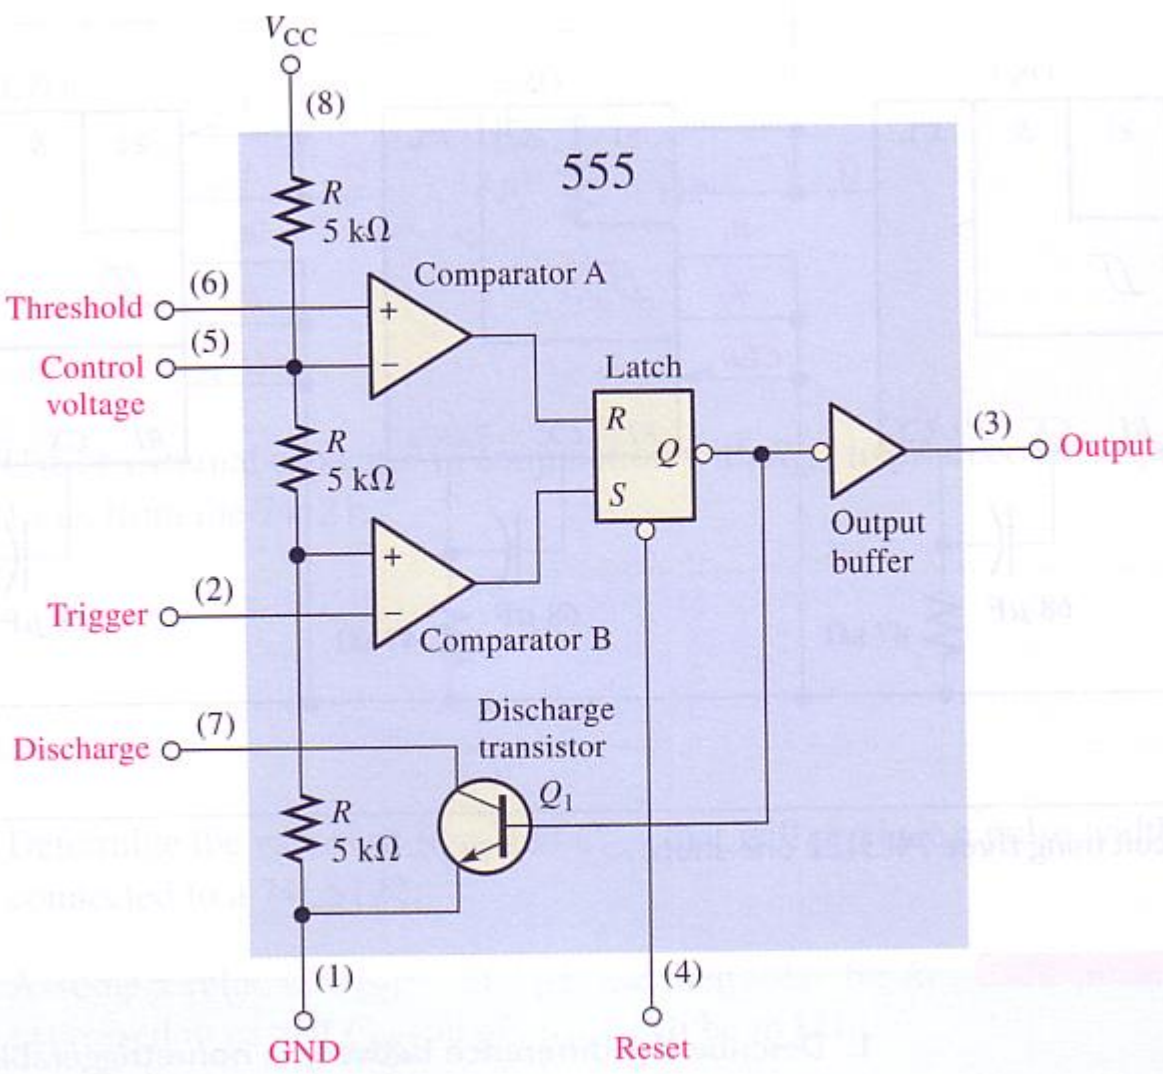 VCC
(8)
555
R
5 kΩ
Comparator A
(6)
Threshold
+
(5)
Control
voltage
−
Latch
R
Q
S
(3)
Output
R
5 kΩ
Output
buffer
+
(2)
Trigger
−
Comparator B
Discharge
transistor
(7)
Discharge
Q1
R
5 kΩ
(1)
(4)
GND
Reset